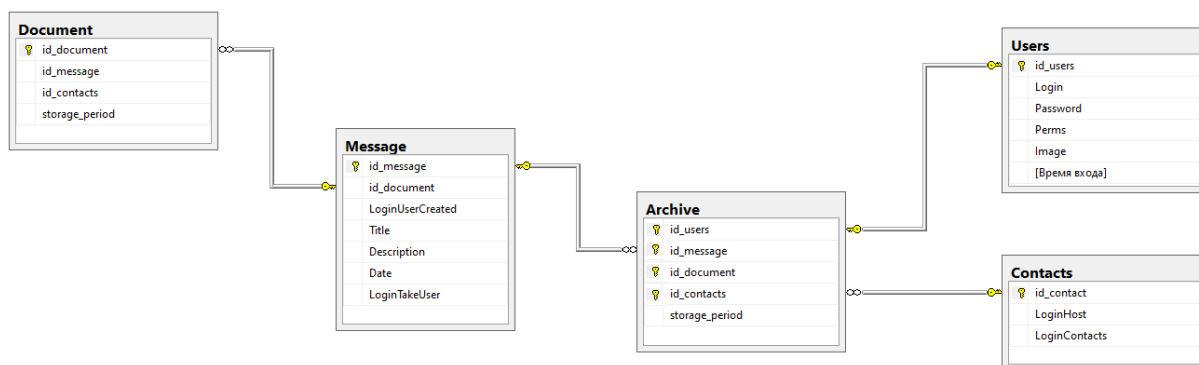 Document
id_document
id_message
id_contacts
storage_period
Message
id_message
id_document
LoginUserCreated
Title
Description
Date
LoginTakeUser
Archive
id_users
id_message
id_document
id_contacts
storage_period
Users
id_users
Login
Password
Perms
Image
[Время входа]
Contacts
id_contact
LoginHost
LoginContacts